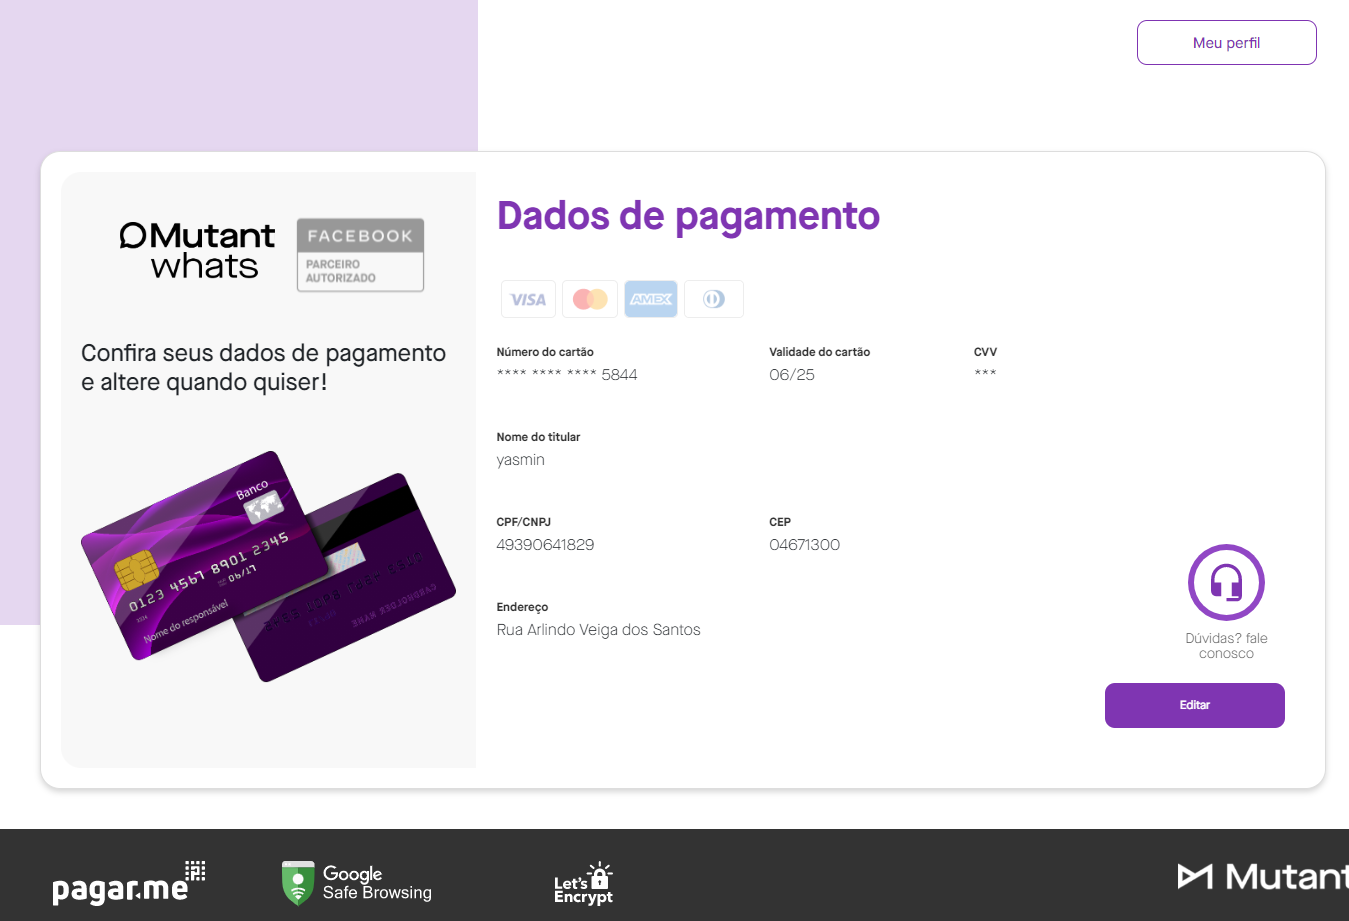 Meu perfil
Mutant
whats
FACEBOOK
PARCEIRO
AUTORIZADO
Confira seus dados de pagamento
e altere quando quiser!
Banco
0123 4567 8901 2345
06/17
Nome do responsável
Dados de pagamento
VISA
AMEX
Número do cartão
**** **** **** 5844
Validade do cartão
06/25
CVV
***
Nome do titular
yasmin
CPF/CNPJ
49390641829
CEP
04671300
Endereço
Rua Arlindo Veiga dos Santos
Dúvidas? fale
conosco
Editar
pagar.me
Google
Safe Browsing
Let's
Encrypt
Mutant